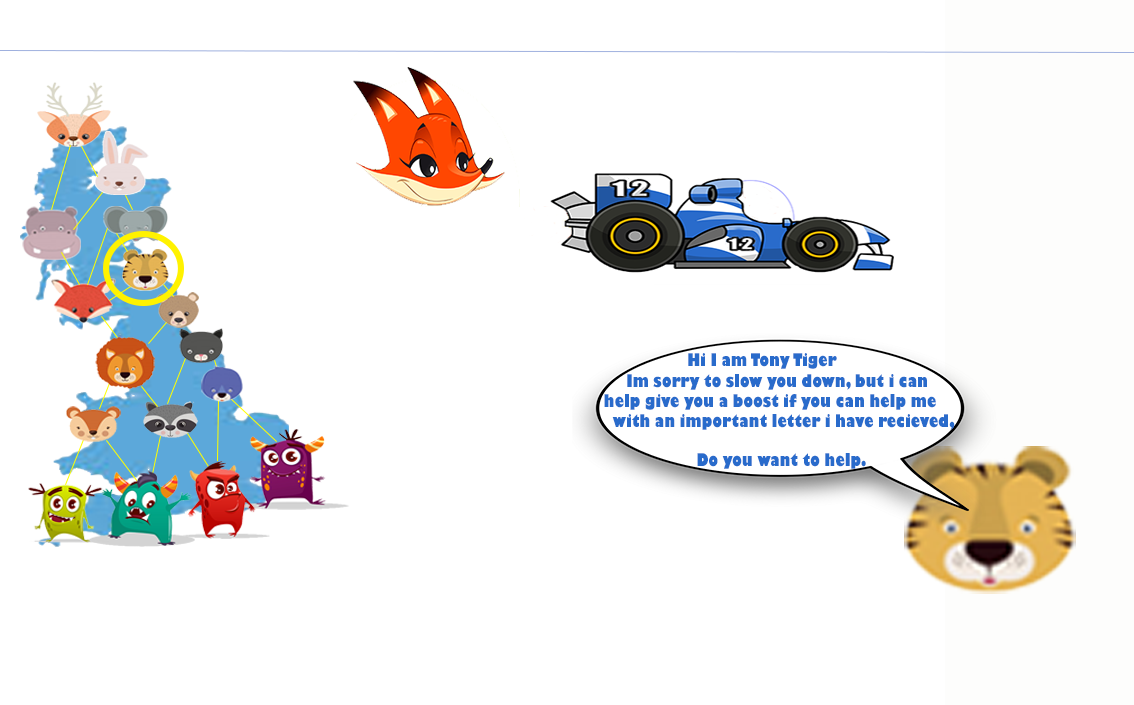 12
12
Hi I am Tony Tiger
Im sorry to slow you down, but i can
help give you a boost if you can help me
with an important letter i have recieved.
Do you want to help.